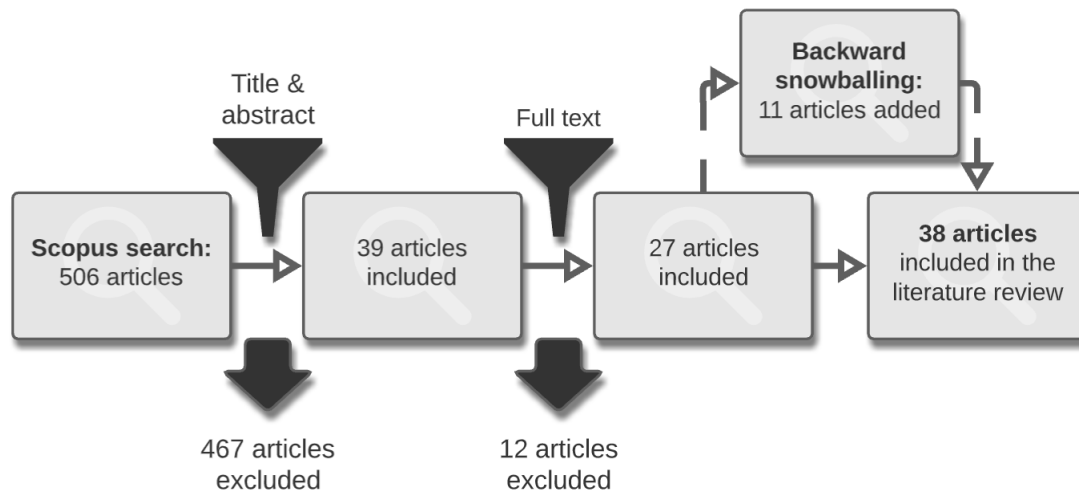 Title &
abstract
Full text
Backward
snowballing:
11 articles added
Scopus search:
506 articles
39 articles
included
27 articles
included
38 articles
included in the
literature review
467 articles
excluded
12 articles
excluded